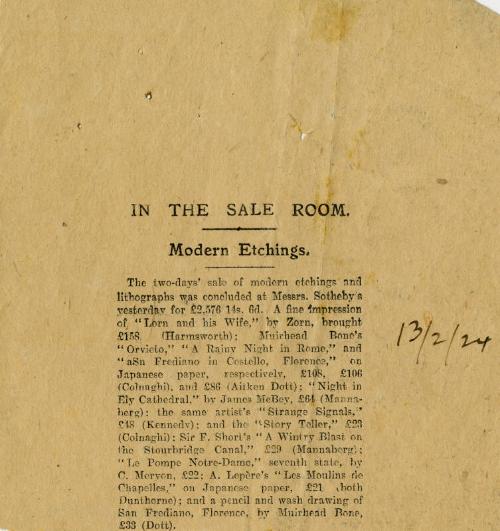 IN THE SALE ROOM.
Modern Etchings.
The two-days' sale of modern etchings and
lithographs was concluded at Messrs. Sotheby's
yesterday for £2,576 14s. 6d. A fine impression
of "Lorn and his Wife," by Zorn, brought
£158 (Harmsworth); Muirhead Bone's
"Orvieto," "A Rainy Night in Rome," and
"aSn Frediano in Costello, Florence," on
Japanese paper, respectively, £108, £106
(Colnaghi), and £86 (Aitken Dott); "Night in
Ely Cathedral," by James McBey, £64 (Manna-
berg); the same artist's "Strange Signals,"
£48 (Kennedy); and the "Story Teller," £23
(Colnaghi); Sir F. Short's "A Wintry Blast on
the Stourbridge Canal," £29 (Mannaberg);
"Le Pompe Notre-Dame," seventh state, by
C. Meryon, £22; A. Lepère's "Les Moulins de
Chapelles," on Japanese paper, £21 (both
Dunthorne); and a pencil and wash drawing of
San Frediano, Florence, by Muirhead Bone,
£33 (Dott).
13/2/24